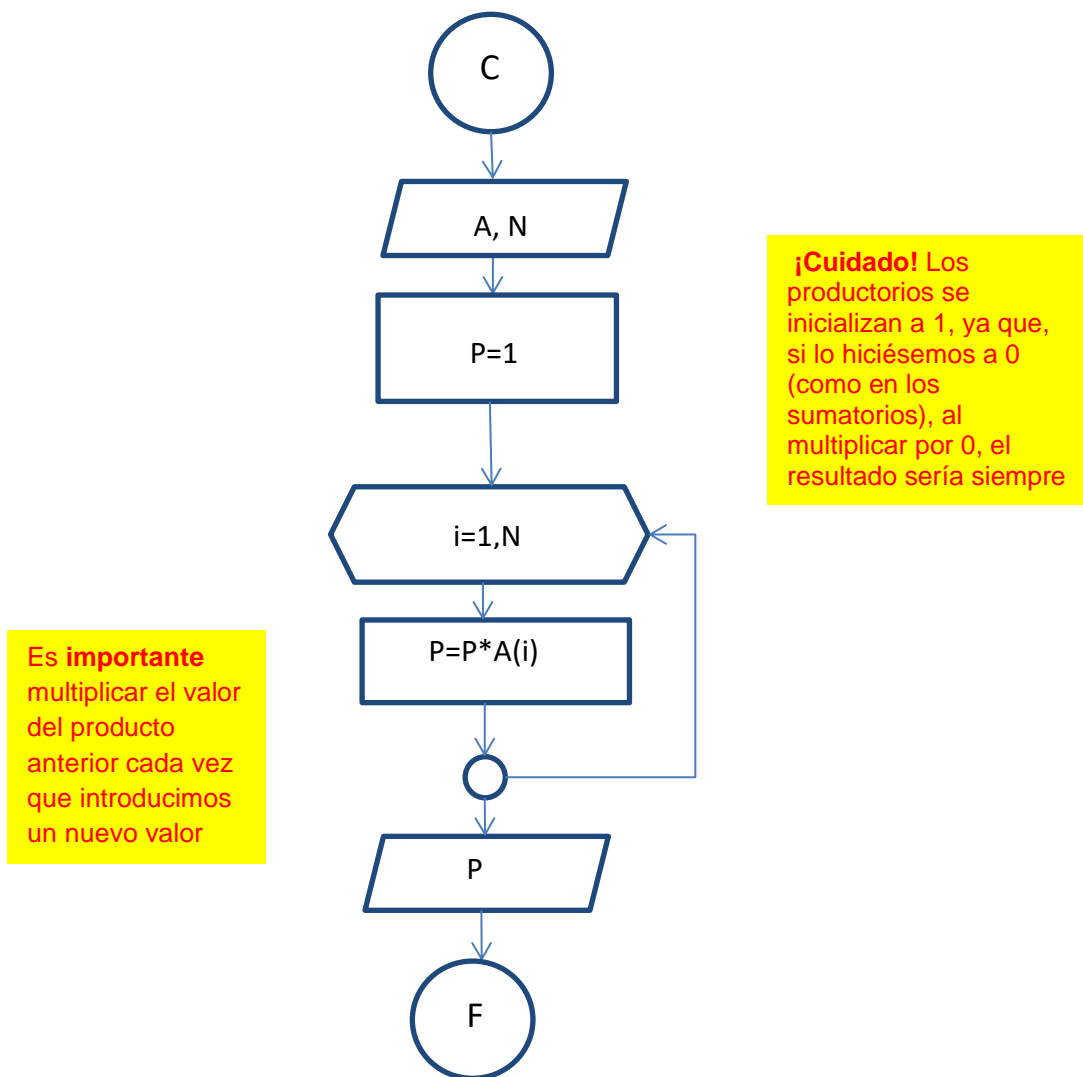 C
A, N
¡Cuidado! Los
productorios se
inicializan a 1, ya que,
si lo hiciésemos a 0
(como en los
sumatorios), al
multiplicar por 0, el
resultado sería siempre
P=1
i=1,N
P=P*A(i)
Es importante
multiplicar el valor
del producto
anterior cada vez
que introducimos
un nuevo valor
P
F